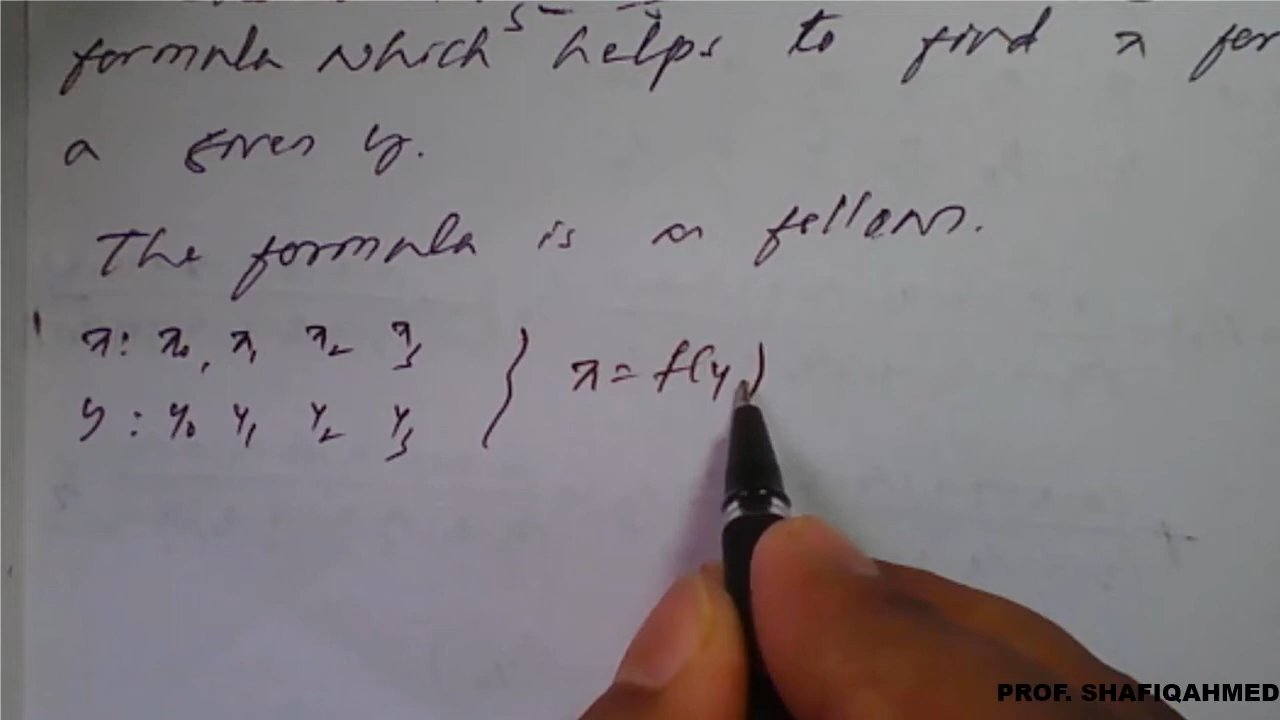 formula which helps to find x for
a given y.
The formula is as follows.
x: x₀, x₁ x₂ x₃ } x = f(y)
y : y₀ y₁ y₂ y₃
PROF. SHAFIQAHMED